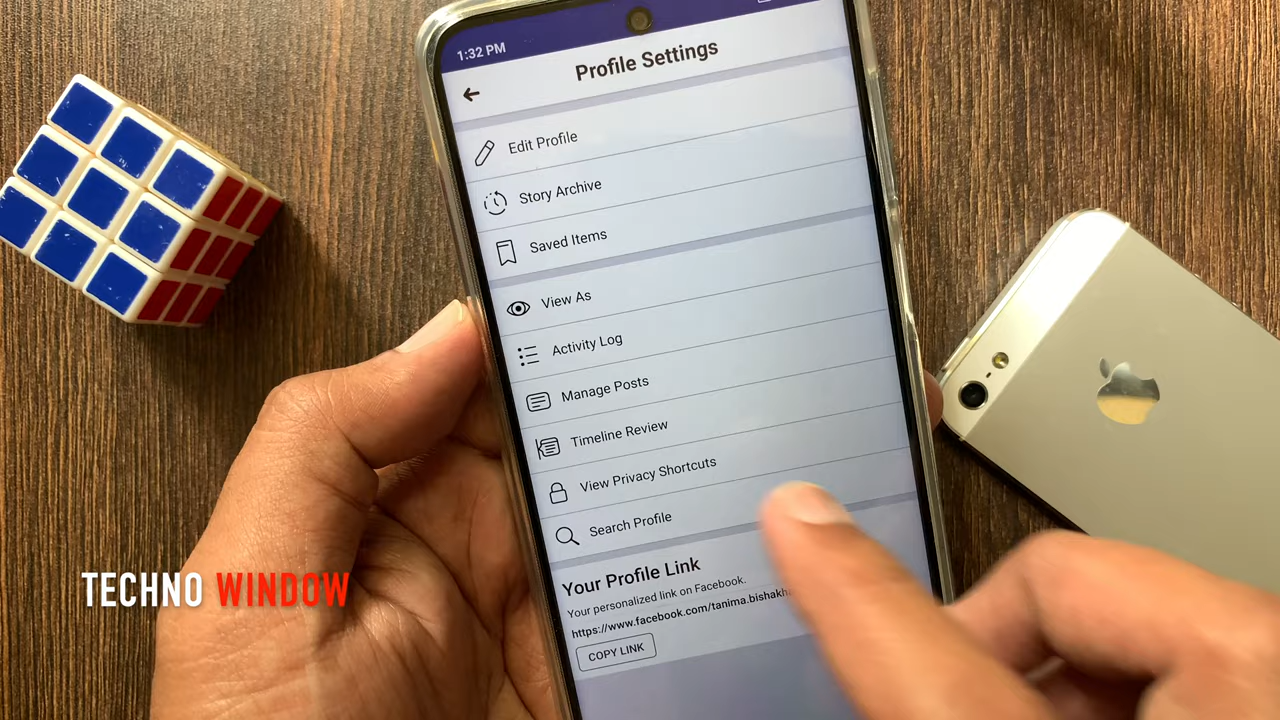 1:32 PM
Profile Settings
Edit Profile
Story Archive
Saved Items
View As
Activity Log
Manage Posts
Timeline Review
View Privacy Shortcuts
Search Profile
Your Profile Link
Your personalized link on Facebook.
https://www.facebook.com/tanima.bishakha
COPY LINK
TECHNO WINDOW